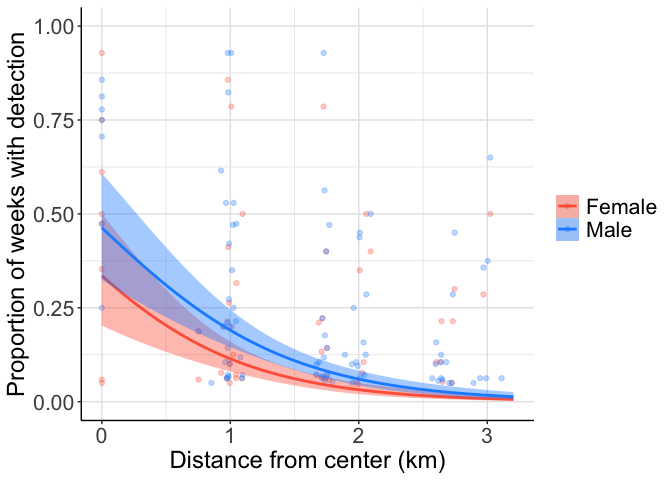 Proportion of weeks with detection
1.00
0.75
0.50
0.25
0.00
0 1 2 3
Distance from center (km)
Female
Male